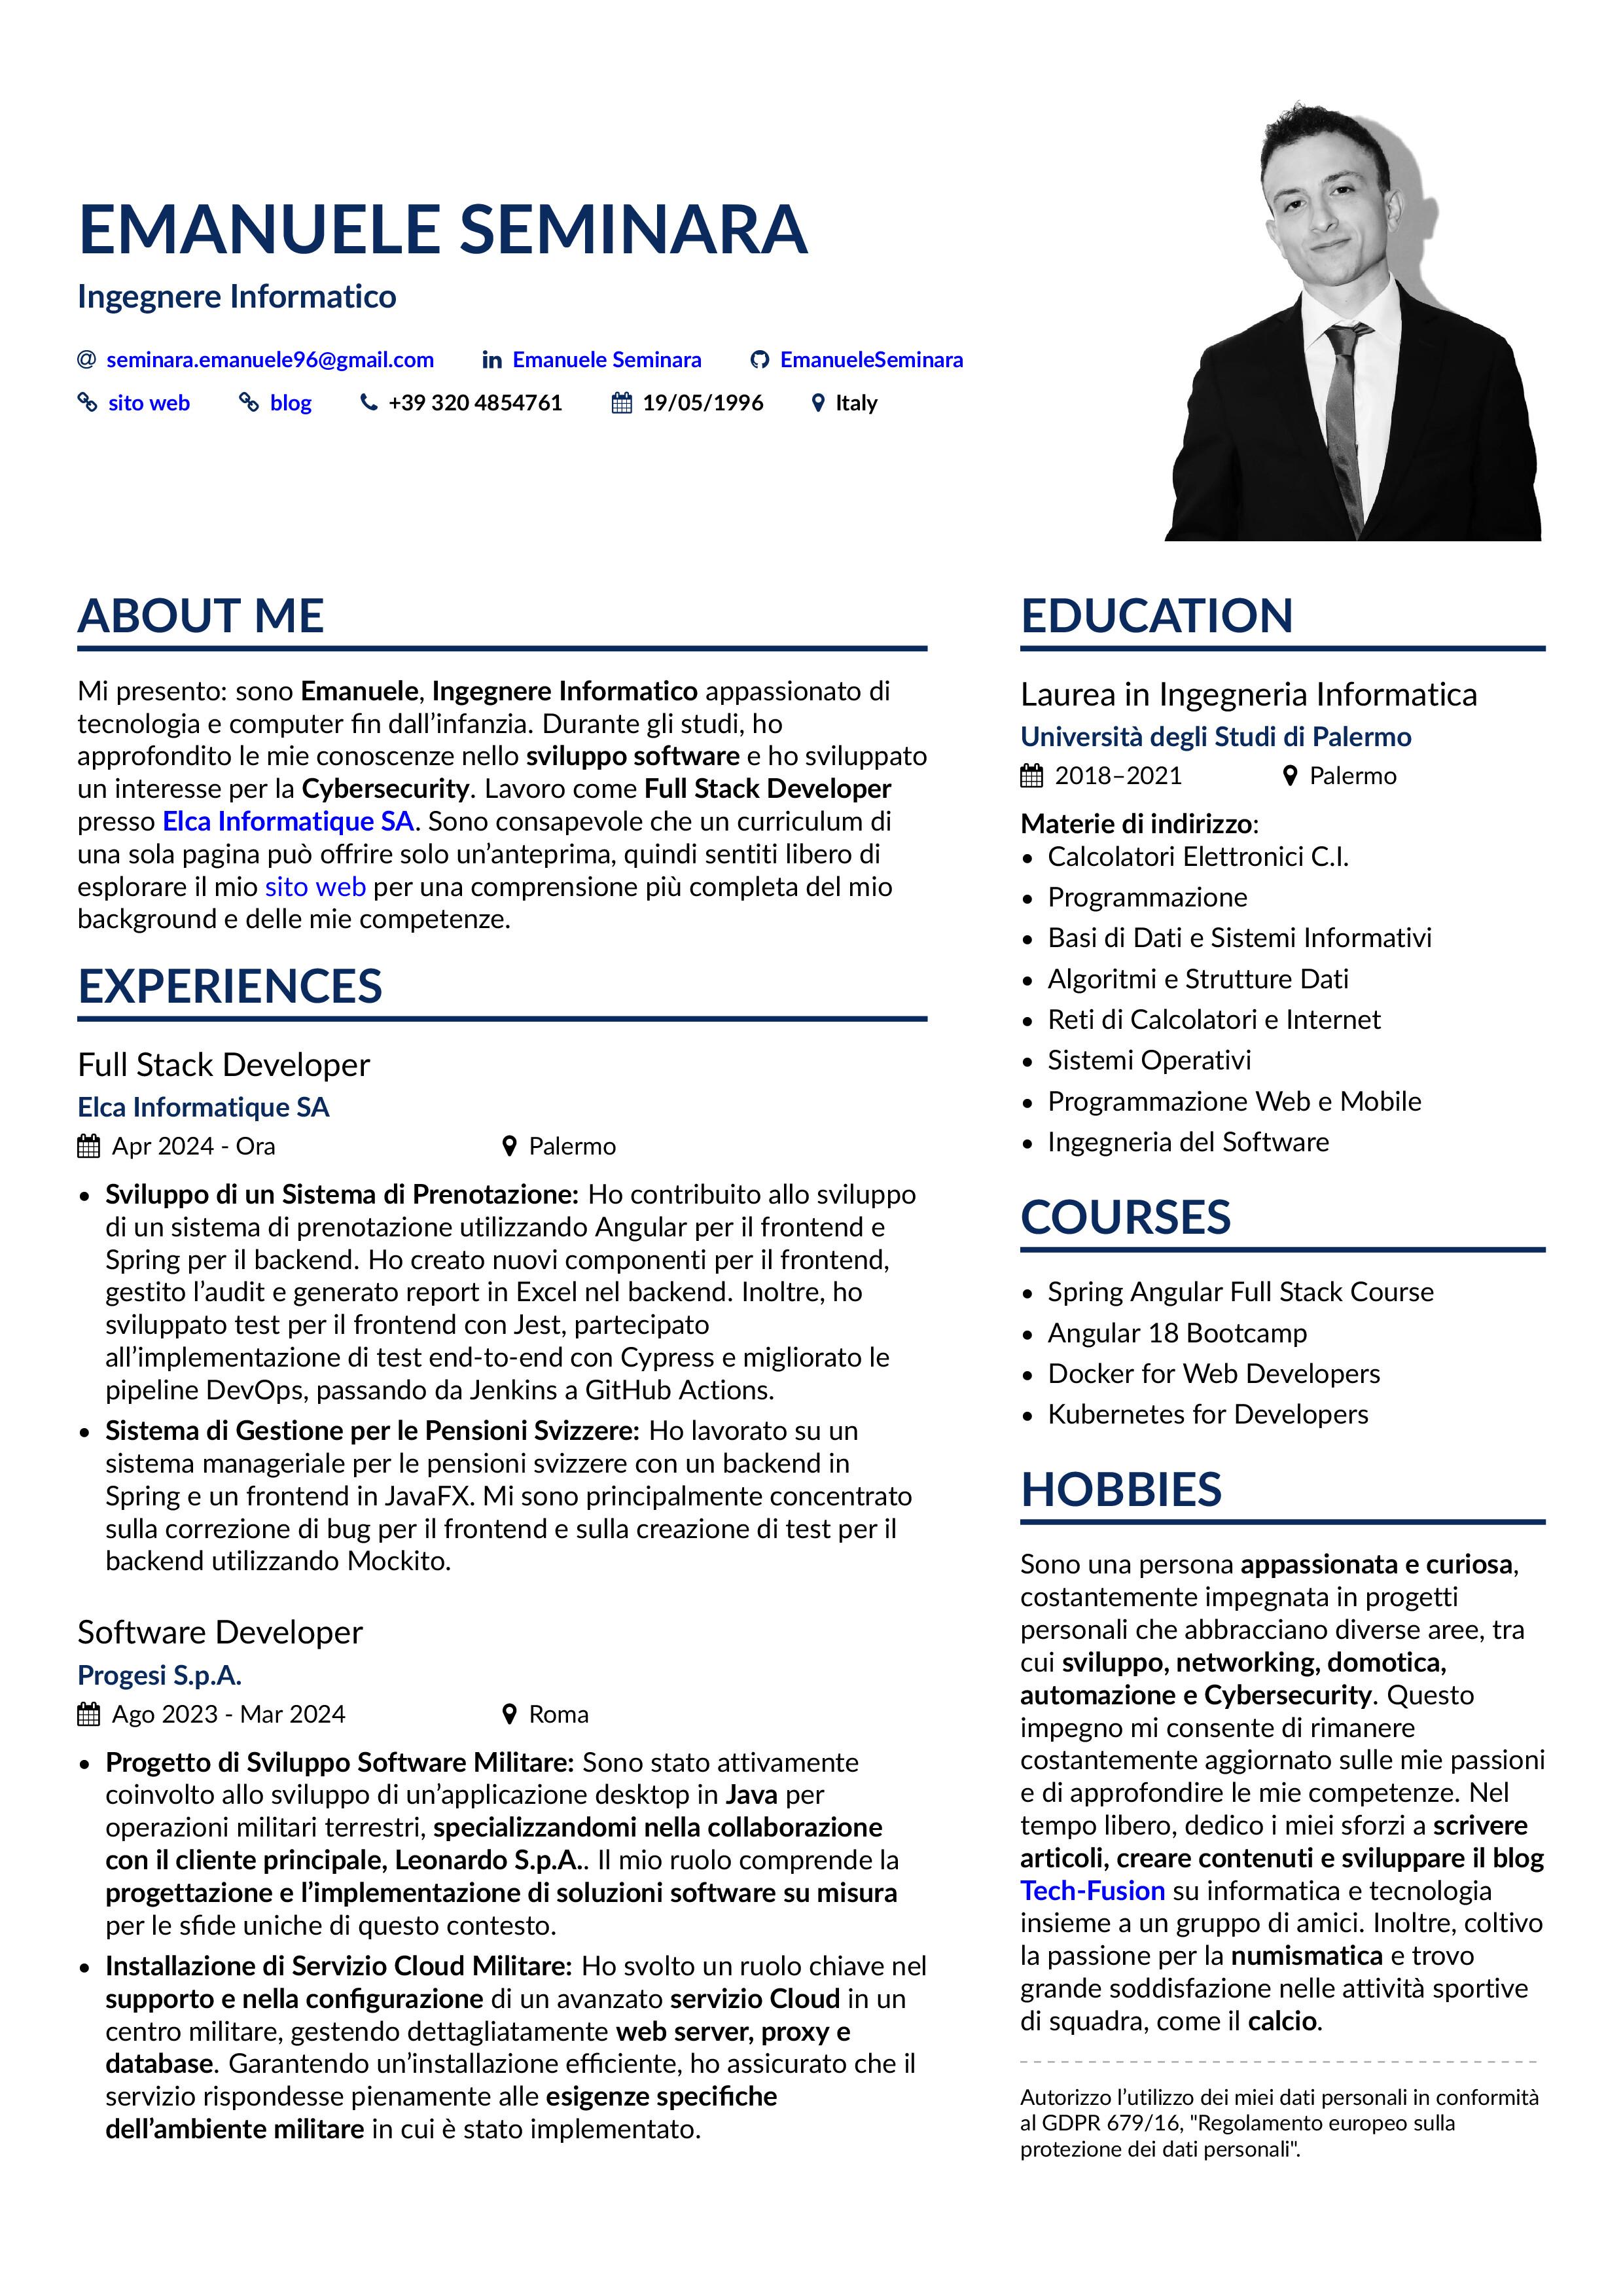 EMANUELE SEMINARA
Ingegnere Informatico
seminara.emanuele96@gmail.com Emanuele Seminara EmanueleSeminara
sito web blog +39 320 4854761 19/05/1996 Italy
ABOUT ME
Mi presento: sono Emanuele, Ingegnere Informatico appassionato di
tecnologia e computer fin dall’infanzia. Durante gli studi, ho
approfondito le mie conoscenze nello sviluppo software e ho sviluppato
un interesse per la Cybersecurity. Lavoro come Full Stack Developer
presso Elca Informatique SA. Sono consapevole che un curriculum di
una sola pagina può offrire solo un’anteprima, quindi sentiti libero di
esplorare il mio sito web per una comprensione più completa del mio
background e delle mie competenze.
EXPERIENCES
Full Stack Developer
Elca Informatique SA
Apr 2024 - Ora Palermo
• Sviluppo di un Sistema di Prenotazione: Ho contribuito allo sviluppo
di un sistema di prenotazione utilizzando Angular per il frontend e
Spring per il backend. Ho creato nuovi componenti per il frontend,
gestito l’audit e generato report in Excel nel backend. Inoltre, ho
sviluppato test per il frontend con Jest, partecipato
all’implementazione di test end-to-end con Cypress e migliorato le
pipeline DevOps, passando da Jenkins a GitHub Actions.
• Sistema di Gestione per le Pensioni Svizzere: Ho lavorato su un
sistema manageriale per le pensioni svizzere con un backend in
Spring e un frontend in JavaFX. Mi sono principalmente concentrato
sulla correzione di bug per il frontend e sulla creazione di test per il
backend utilizzando Mockito.
Software Developer
Progesi S.p.A.
Ago 2023 - Mar 2024 Roma
• Progetto di Sviluppo Software Militare: Sono stato attivamente
coinvolto allo sviluppo di un’applicazione desktop in Java per
operazioni militari terrestri, specializzandomi nella collaborazione
con il cliente principale, Leonardo S.p.A.. Il mio ruolo comprende la
progettazione e l’implementazione di soluzioni software su misura
per le sfide uniche di questo contesto.
• Installazione di Servizio Cloud Militare: Ho svolto un ruolo chiave nel
supporto e nella configurazione di un avanzato servizio Cloud in un
centro militare, gestendo dettagliatamente web server, proxy e
database. Garantendo un’installazione efficiente, ho assicurato che il
servizio rispondesse pienamente alle esigenze specifiche
dell’ambiente militare in cui è stato implementato.
EDUCATION
Laurea in Ingegneria Informatica
Università degli Studi di Palermo
2018–2021 Palermo
Materie di indirizzo:
• Calcolatori Elettronici C.I.
• Programmazione
• Basi di Dati e Sistemi Informativi
• Algoritmi e Strutture Dati
• Reti di Calcolatori e Internet
• Sistemi Operativi
• Programmazione Web e Mobile
• Ingegneria del Software
COURSES
• Spring Angular Full Stack Course
• Angular 18 Bootcamp
• Docker for Web Developers
• Kubernetes for Developers
HOBBIES
Sono una persona appassionata e curiosa,
costantemente impegnata in progetti
personali che abbracciano diverse aree, tra
cui sviluppo, networking, domotica,
automazione e Cybersecurity. Questo
impegno mi consente di rimanere
costantemente aggiornato sulle mie passioni
e di approfondire le mie competenze. Nel
tempo libero, dedico i miei sforzi a scrivere
articoli, creare contenuti e sviluppare il blog
Tech-Fusion su informatica e tecnologia
insieme a un gruppo di amici. Inoltre, coltivo
la passione per la numismatica e trovo
grande soddisfazione nelle attività sportive
di squadra, come il calcio.
Autorizzo l’utilizzo dei miei dati personali in conformità
al GDPR 679/16, "Regolamento europeo sulla
protezione dei dati personali".